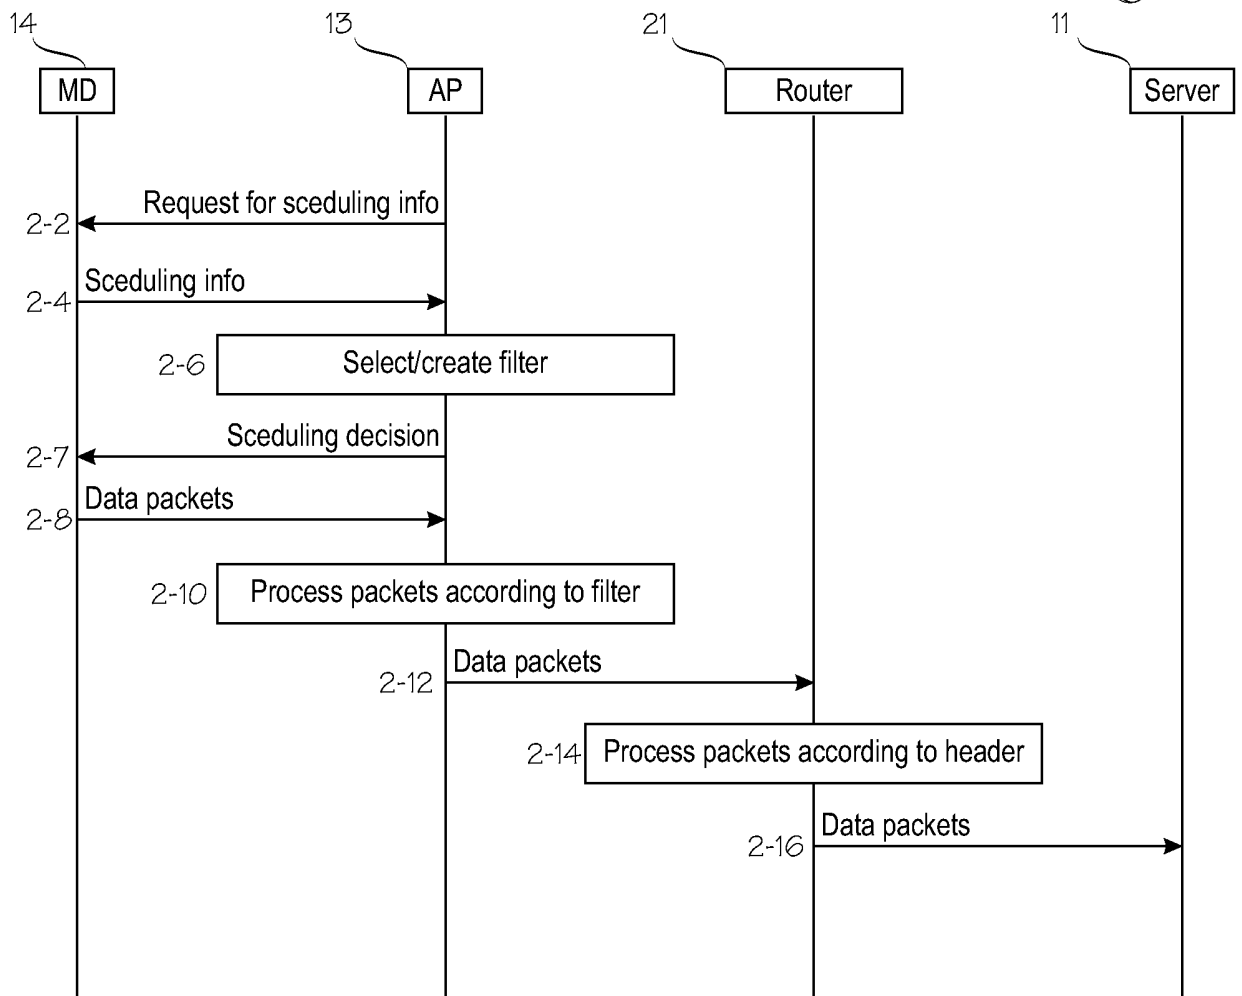 14 13 21 11
MD AP Router Server
Request for sceduling info
2-2
Sceduling info
2-4
2-6 Select/create filter
Sceduling decision
2-7
Data packets
2-8
2-10 Process packets according to filter
Data packets
2-12
2-14 Process packets according to header
Data packets
2-16